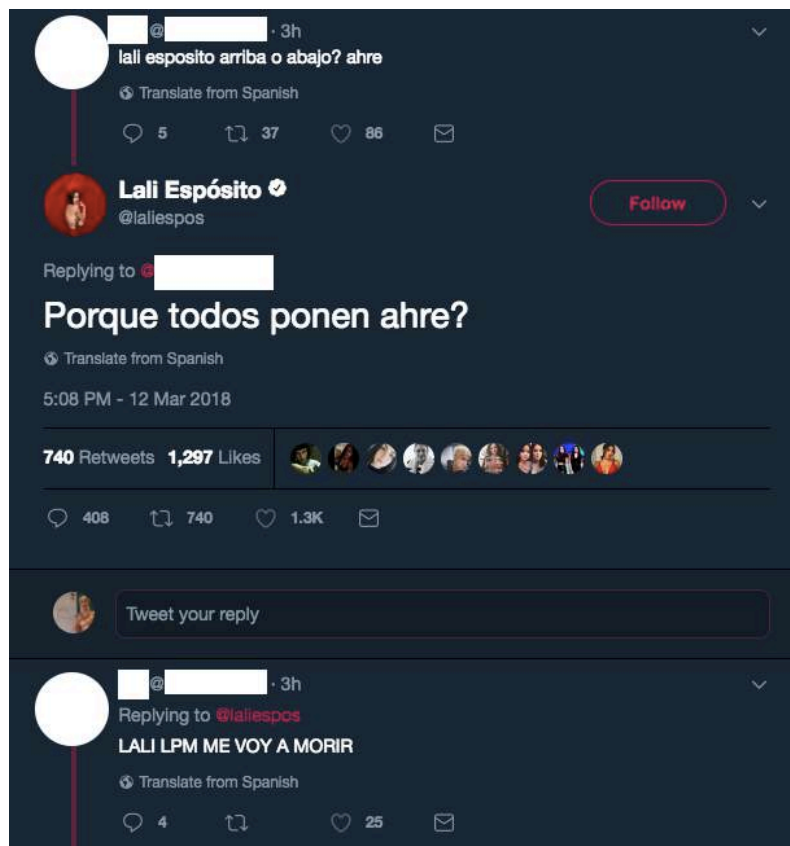 @ · 3h
lali esposito arriba o abajo? ahre
Translate from Spanish
5 37 86
Lali Espósito
@laliespos
Follow
Replying to @
Porque todos ponen ahre?
Translate from Spanish
5:08 PM - 12 Mar 2018
740 Retweets 1,297 Likes
408 740 1.3K
Tweet your reply
@ · 3h
Replying to @laliespos
LALI LPM ME VOY A MORIR
Translate from Spanish
4 25